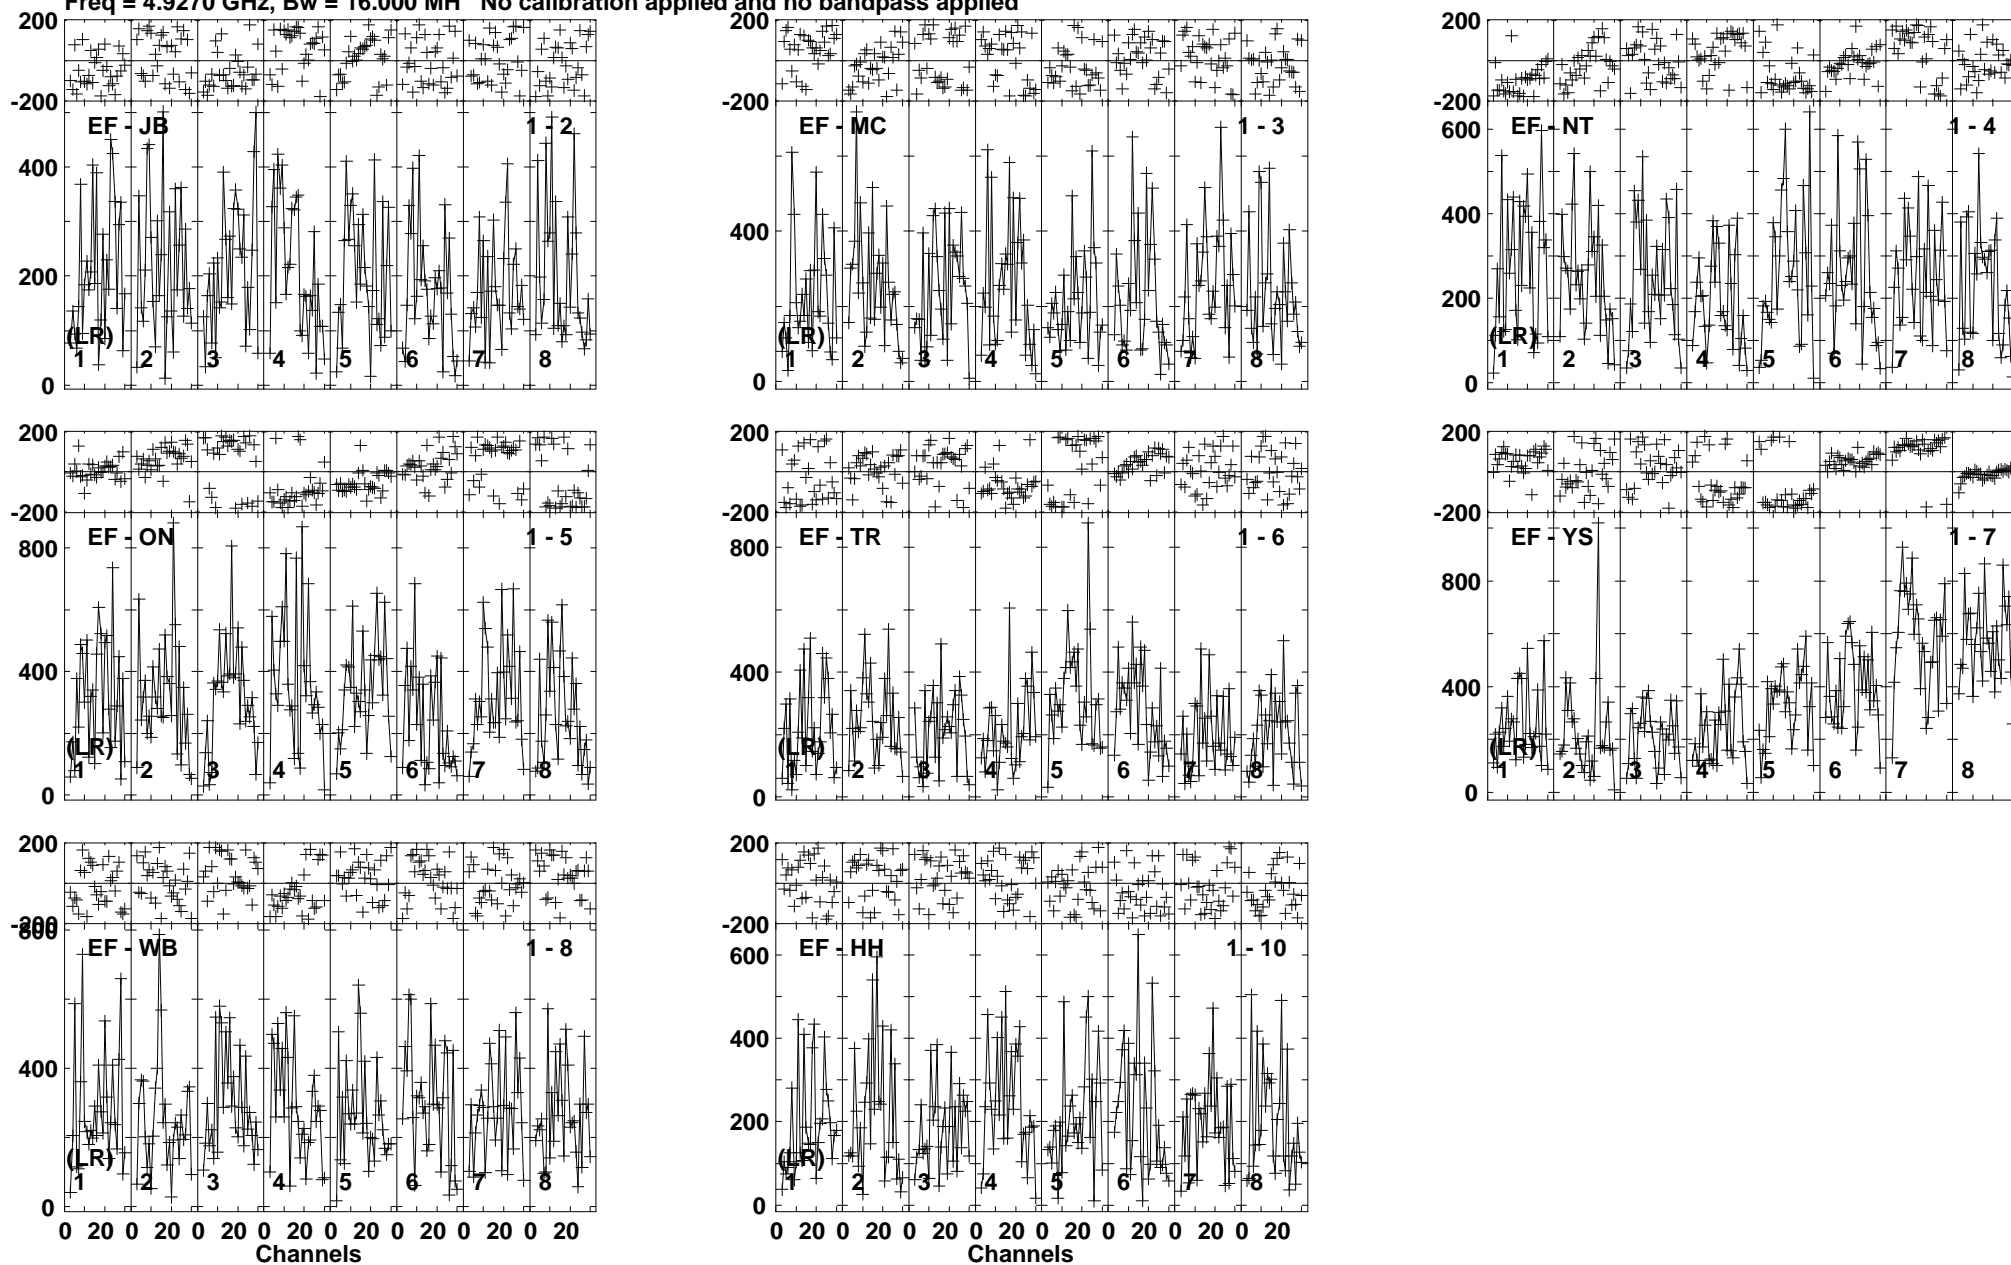 Freq = 4.9270 GHz, Bw = 16.000 MH No calibration applied and no bandpass applied
200 200 200
-200 -200 -200
EF - JB 1 - 2 EF - MC 1 - 3 EF - NT 1 - 4
600
400 400 400
200 200
(LR) (LR) (LR)
1 2 3 4 5 6 7 8 1 2 3 4 5 6 7 8 1 2 3 4 5 6 7 8
0 0 0
200 200 200
-200 -200 -200
EF - ON 1 - 5 EF - TR 1 - 6 EF - YS 1 - 7
800 800 800
400 400 400
(LR) (LR) (LR)
1 2 3 4 5 6 7 8 1 2 3 4 5 6 7 8 1 2 3 4 5 6 7 8
0 0 0
200 200
-200 -200
800
EF - WB 1 - 8 EF - HH 1 - 10
600
400 400
200
(LR) (LR)
1 2 3 4 5 6 7 8 1 2 3 4 5 6 7 8
0 0
0 20 0 20 0 20 0 20 0 20 0 20 0 20 0 20 0 20 0 20 0 20 0 20 0 20 0 20 0 20 0 20
Channels Channels